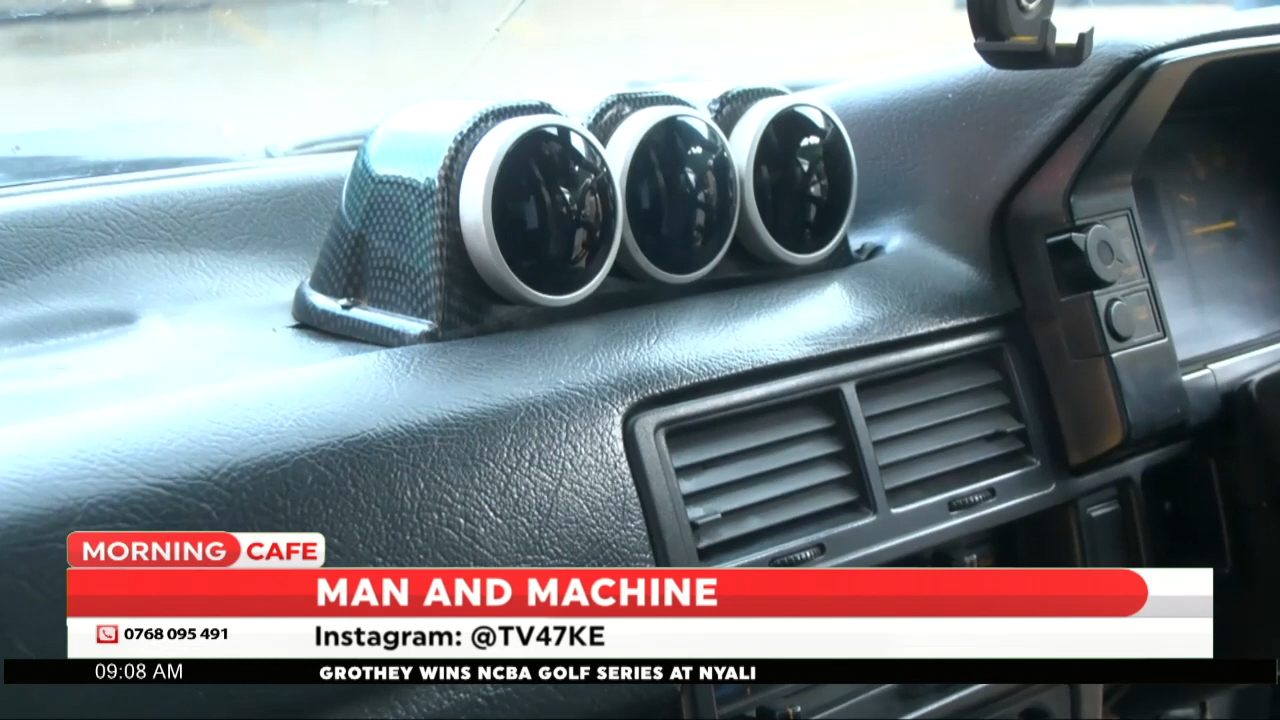 MORNING CAFE
MAN AND MACHINE
0768 095 491
Instagram: @TV47KE
09:08 AM
GROTHEY WINS NCBA GOLF SERIES AT NYALI